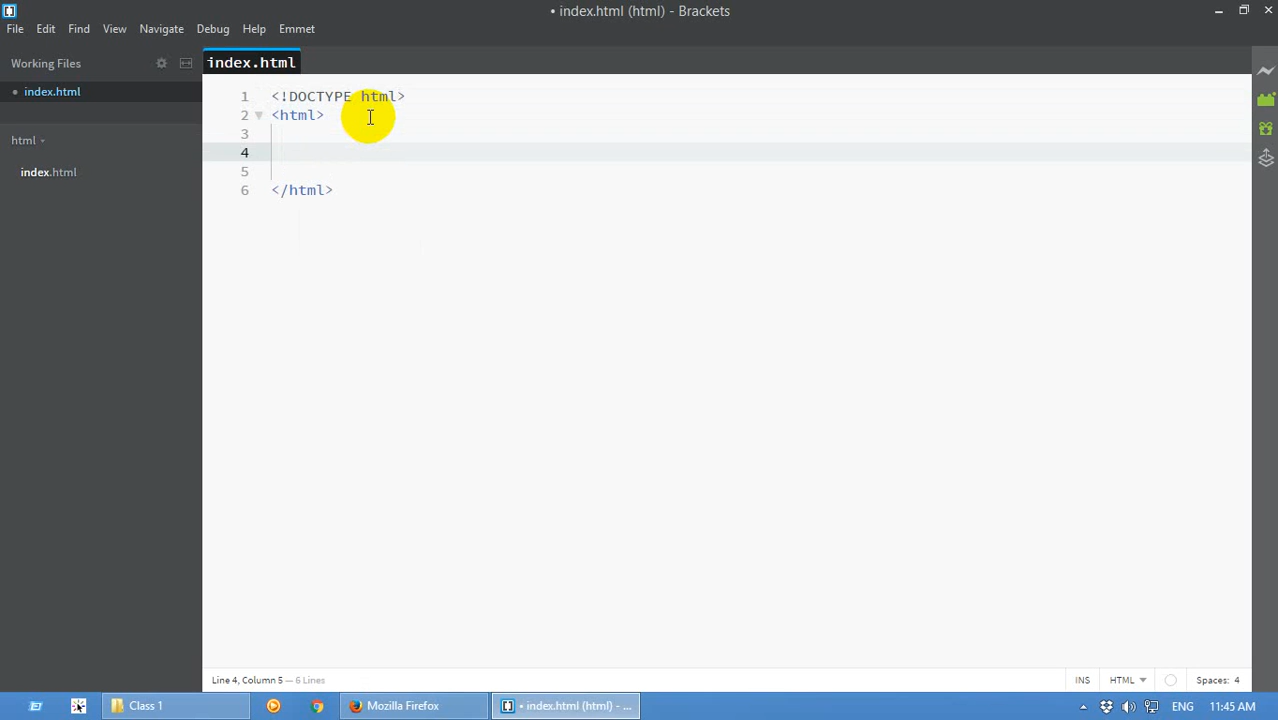 • index.html (html) - Brackets
File Edit Find View Navigate Debug Help Emmet
Working Files
index.html
• index.html
html
index.html
1 <!DOCTYPE html>
2 <html>
3
4
5
6 </html>
Line 4, Column 5 — 6 Lines
INS HTML Spaces: 4
Class 1
Mozilla Firefox
• index.html (html) - ...
ENG 11:45 AM